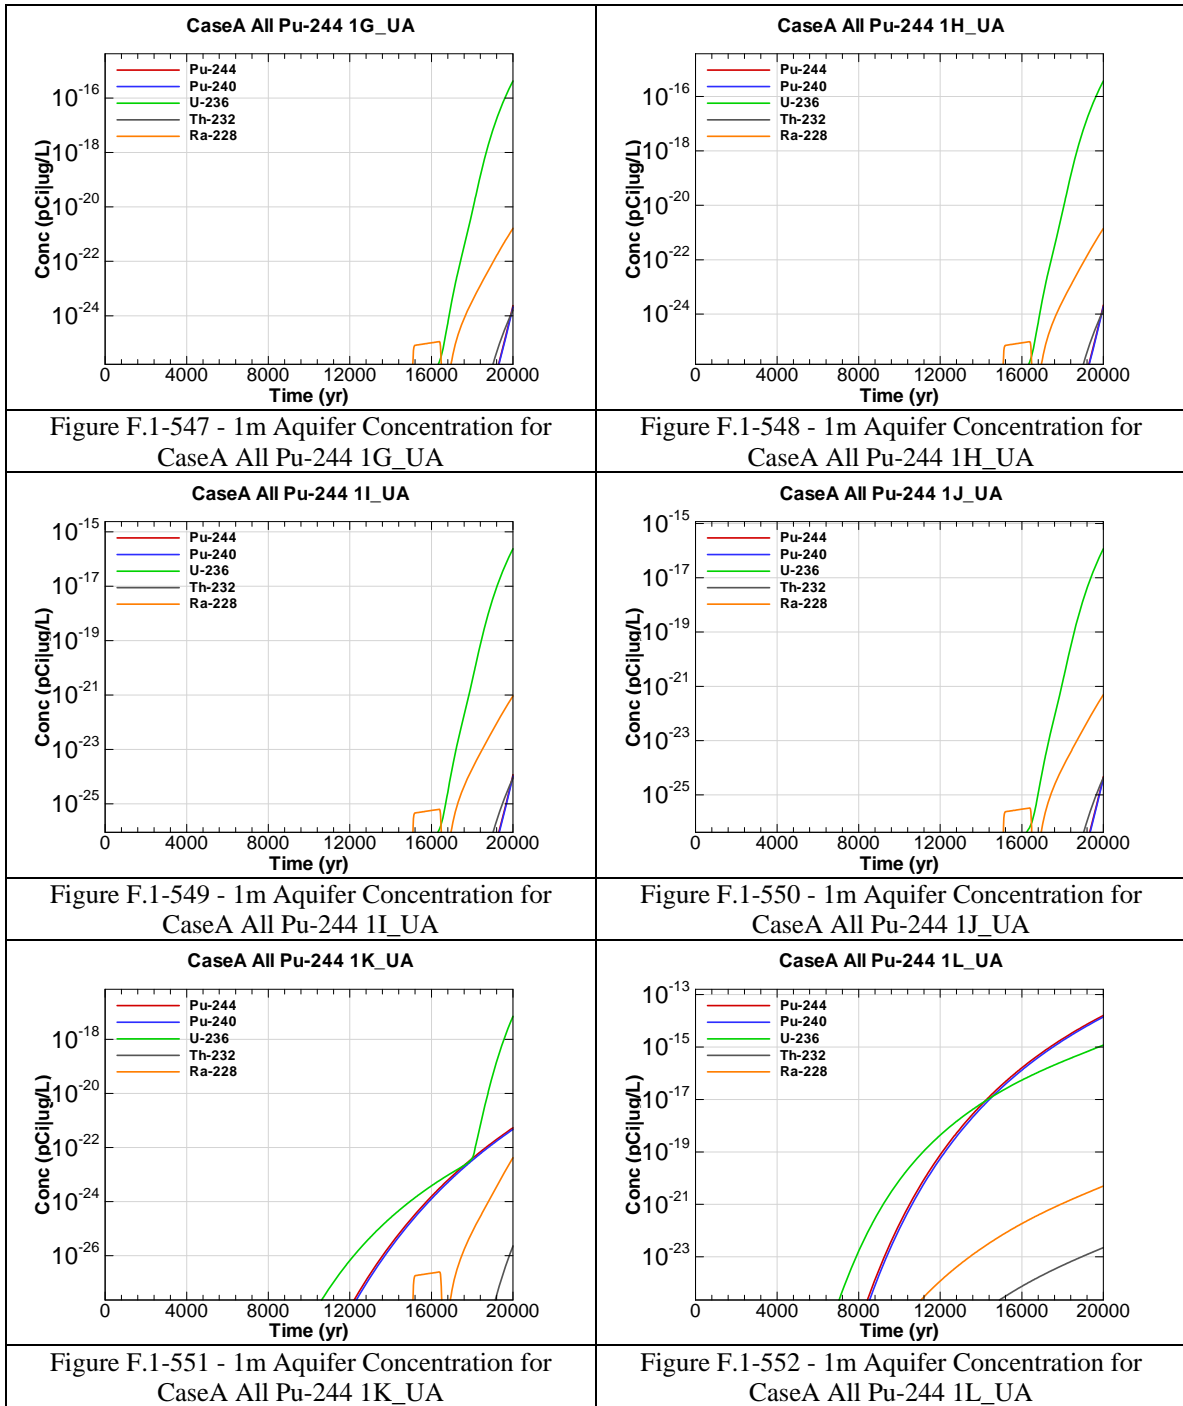 CaseA All Pu-244 1G_UA
Conc (pCi|ug/L)
Pu-244
Pu-240
U-236
Th-232
Ra-228
10-16
10-18
10-20
10-22
10-24
0 4000 8000 12000 16000 20000
Time (yr)
Figure F.1-547 - 1m Aquifer Concentration for
CaseA All Pu-244 1G_UA
CaseA All Pu-244 1H_UA
Conc (pCi|ug/L)
Pu-244
Pu-240
U-236
Th-232
Ra-228
10-16
10-18
10-20
10-22
10-24
0 4000 8000 12000 16000 20000
Time (yr)
Figure F.1-548 - 1m Aquifer Concentration for
CaseA All Pu-244 1H_UA
CaseA All Pu-244 1I_UA
Conc (pCi|ug/L)
Pu-244
Pu-240
U-236
Th-232
Ra-228
10-15
10-17
10-19
10-21
10-23
10-25
0 4000 8000 12000 16000 20000
Time (yr)
Figure F.1-549 - 1m Aquifer Concentration for
CaseA All Pu-244 1I_UA
CaseA All Pu-244 1J_UA
Conc (pCi|ug/L)
Pu-244
Pu-240
U-236
Th-232
Ra-228
10-15
10-17
10-19
10-21
10-23
10-25
0 4000 8000 12000 16000 20000
Time (yr)
Figure F.1-550 - 1m Aquifer Concentration for
CaseA All Pu-244 1J_UA
CaseA All Pu-244 1K_UA
Conc (pCi|ug/L)
Pu-244
Pu-240
U-236
Th-232
Ra-228
10-18
10-20
10-22
10-24
10-26
0 4000 8000 12000 16000 20000
Time (yr)
Figure F.1-551 - 1m Aquifer Concentration for
CaseA All Pu-244 1K_UA
CaseA All Pu-244 1L_UA
Conc (pCi|ug/L)
Pu-244
Pu-240
U-236
Th-232
Ra-228
10-13
10-15
10-17
10-19
10-21
10-23
0 4000 8000 12000 16000 20000
Time (yr)
Figure F.1-552 - 1m Aquifer Concentration for
CaseA All Pu-244 1L_UA